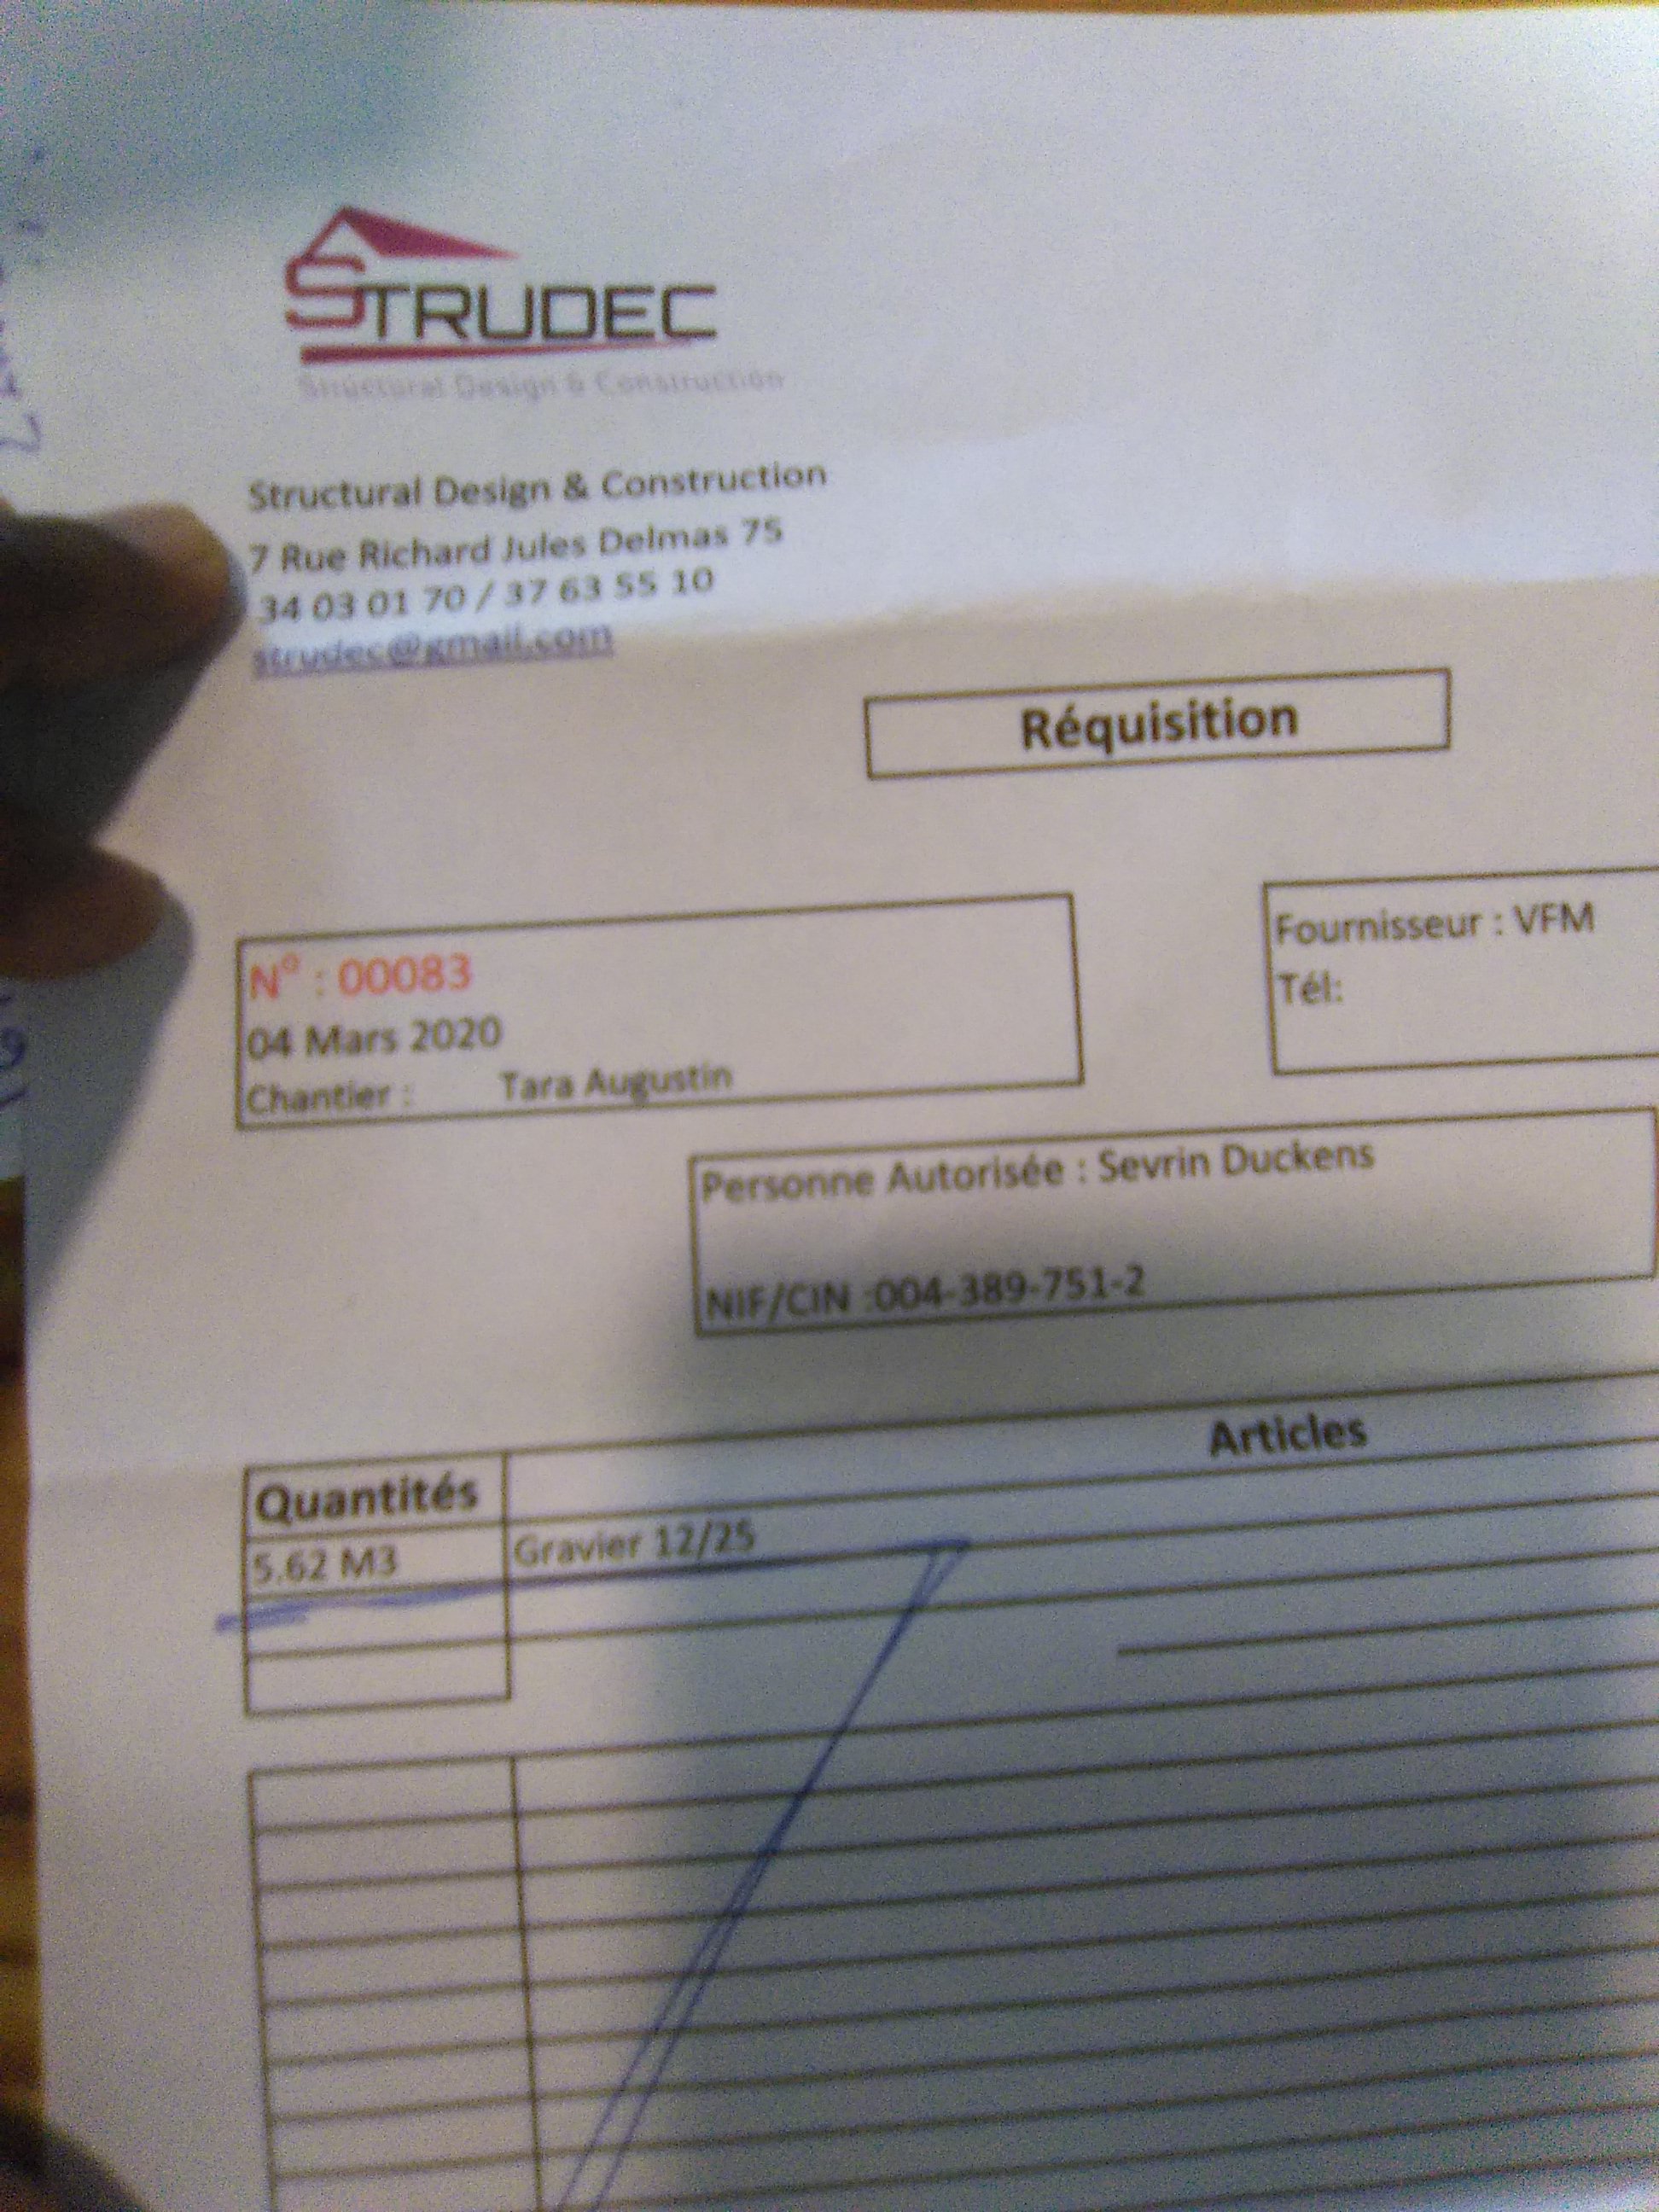 STRUDEC
Structural Design & Construction
Structural Design & Construction
7 Rue Richard Jules Delmas 75
34 03 01 70 / 37 63 55 10
strudec@gmail.com
Réquisition
N° : 00083
04 Mars 2020
Chantier : Tara Augustin
Fournisseur : VFM
Tél:
Personne Autorisée : Sevrin Duckens
NIF/CIN :004-389-751-2
Quantités Articles
5.62 M3 Gravier 12/25